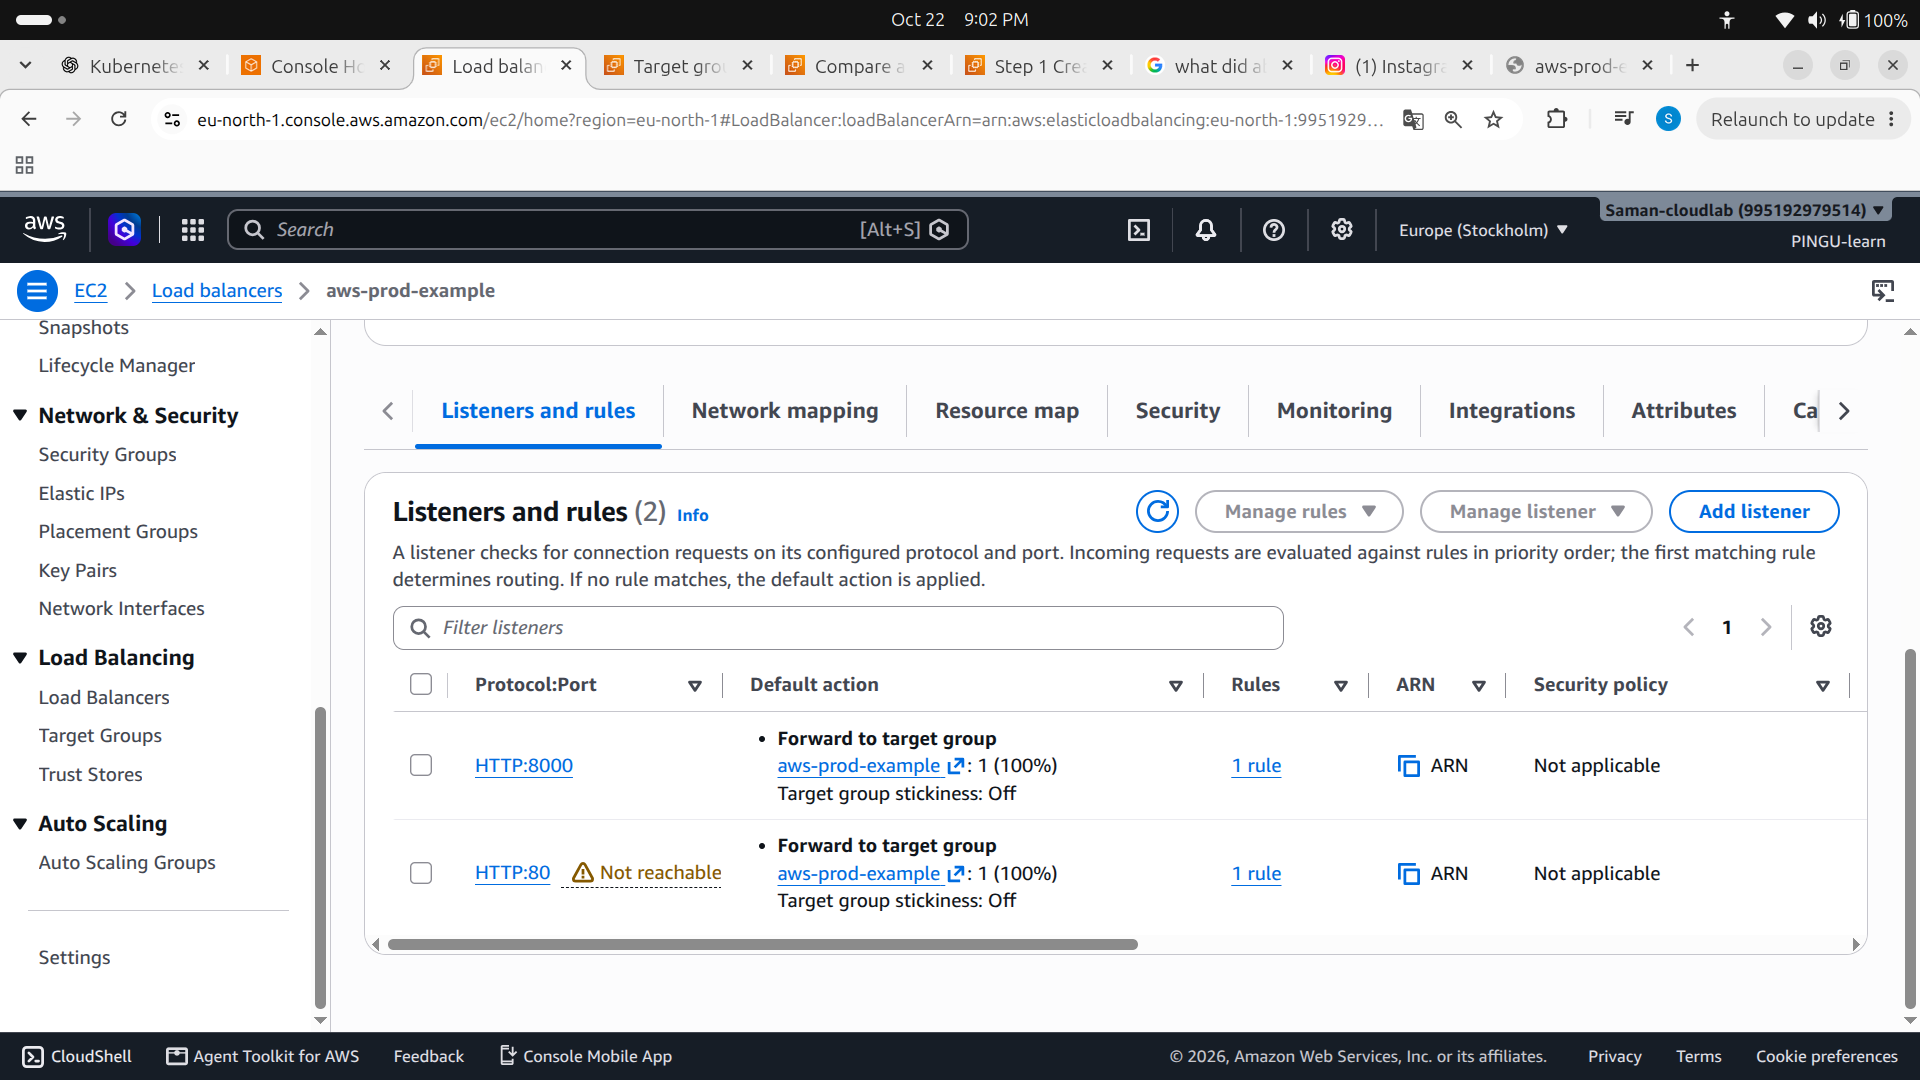 Oct 22 9:02 PM
100%
Kubernete
Console Ho
Load balan
Target gro
Compare a
Step 1 Crea
what did al
(1) Instagra
aws-prod-e
eu-north-1.console.aws.amazon.com/ec2/home?region=eu-north-1#LoadBalancer:loadBalancerArn=arn:aws:elasticloadbalancing:eu-north-1:9951929...
S
Relaunch to update
aws
Search
[Alt+S]
Europe (Stockholm)
Saman-cloudlab (995192979514)
PINGU-learn
EC2 > Load balancers > aws-prod-example
Snapshots
Lifecycle Manager
Network & Security
Security Groups
Elastic IPs
Placement Groups
Key Pairs
Network Interfaces
Load Balancing
Load Balancers
Target Groups
Trust Stores
Auto Scaling
Auto Scaling Groups
Settings
Listeners and rules
Network mapping
Resource map
Security
Monitoring
Integrations
Attributes
Ca
Listeners and rules (2) Info
Manage rules
Manage listener
Add listener
A listener checks for connection requests on its configured protocol and port. Incoming requests are evaluated against rules in priority order; the first matching rule
determines routing. If no rule matches, the default action is applied.
Filter listeners
1
Protocol:Port
Default action
Rules
ARN
Security policy
HTTP:8000
• Forward to target group
aws-prod-example : 1 (100%)
Target group stickiness: Off
1 rule
ARN
Not applicable
HTTP:80
Not reachable
• Forward to target group
aws-prod-example : 1 (100%)
Target group stickiness: Off
1 rule
ARN
Not applicable
CloudShell
Agent Toolkit for AWS
Feedback
Console Mobile App
© 2026, Amazon Web Services, Inc. or its affiliates.
Privacy
Terms
Cookie preferences